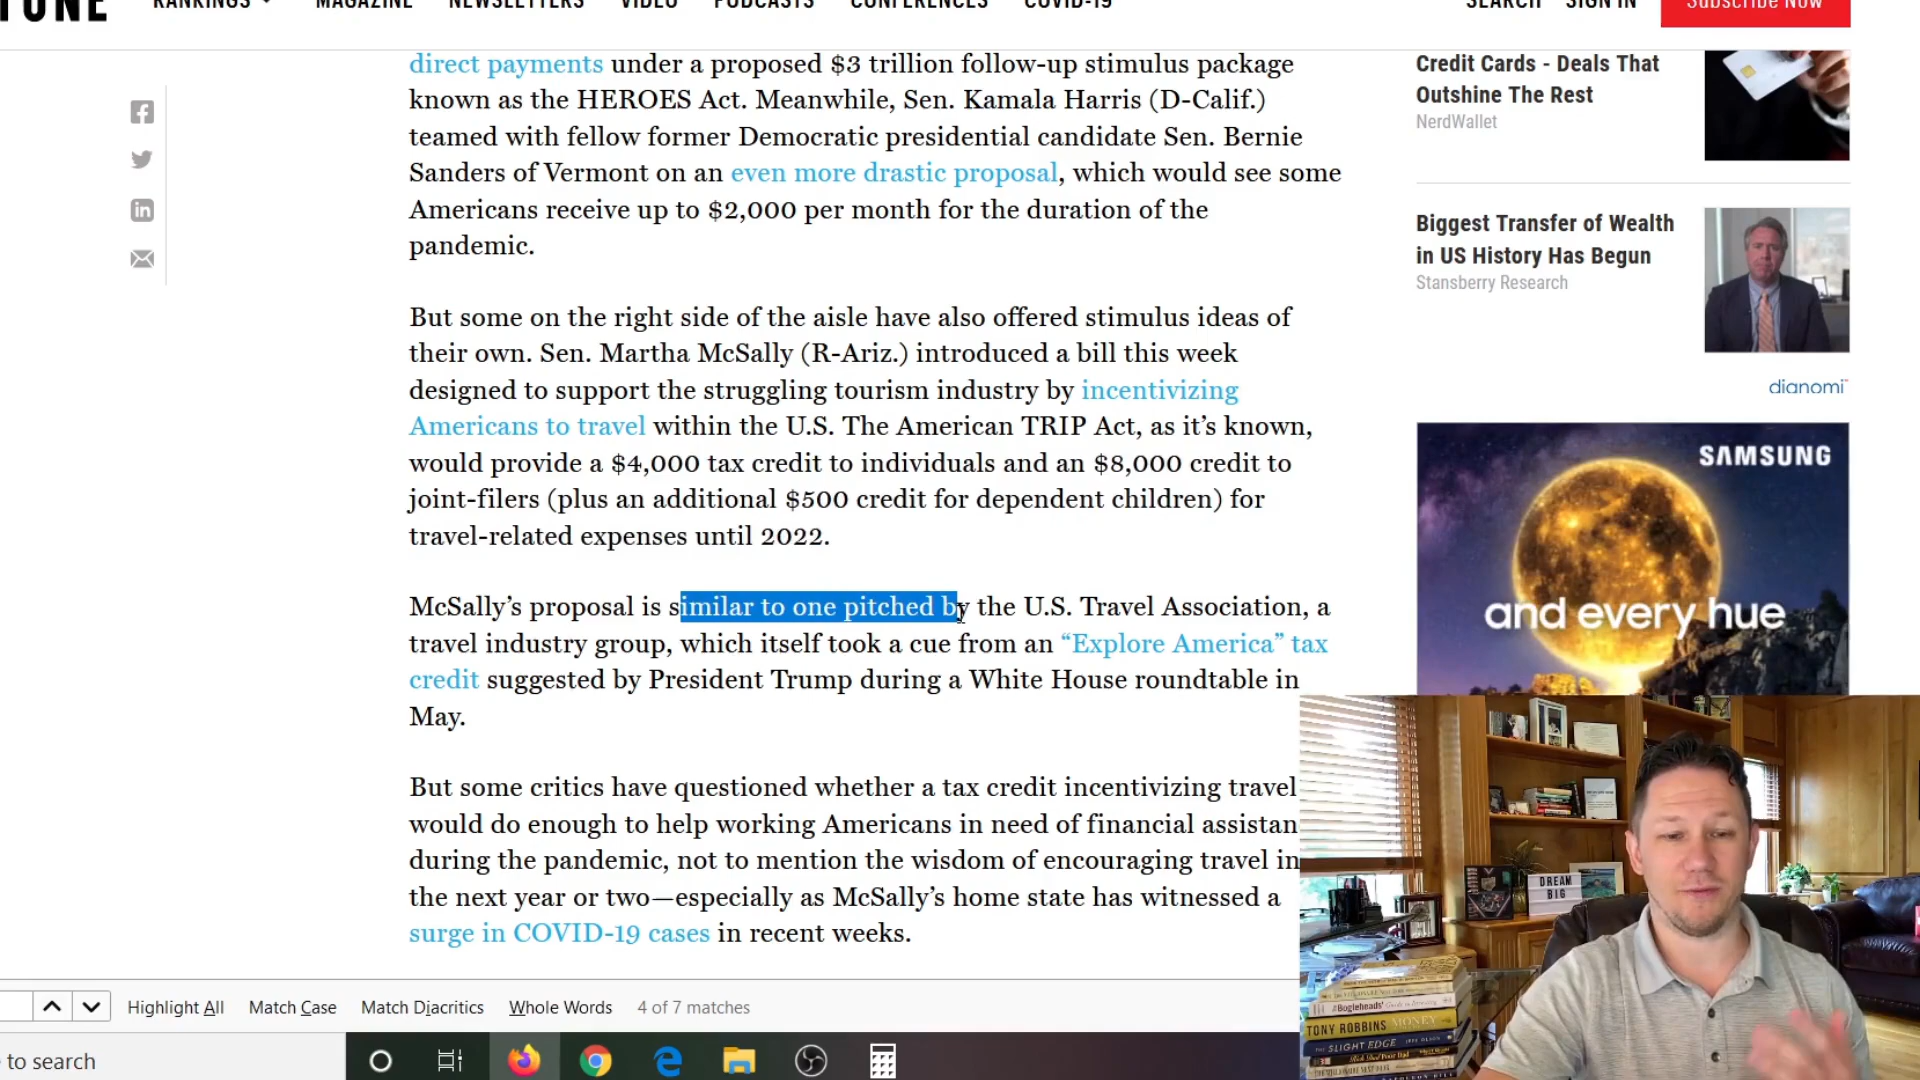 TUNE
RANKINGS MAGAZINE NEWSLETTERS VIDEO PODCASTS CONFERENCES COVID-19 SEARCH SIGN IN Subscribe Now
direct payments under a proposed $3 trillion follow-up stimulus package
known as the HEROES Act. Meanwhile, Sen. Kamala Harris (D-Calif.)
teamed with fellow former Democratic presidential candidate Sen. Bernie
Sanders of Vermont on an even more drastic proposal, which would see some
Americans receive up to $2,000 per month for the duration of the
pandemic.
But some on the right side of the aisle have also offered stimulus ideas of
their own. Sen. Martha McSally (R-Ariz.) introduced a bill this week
designed to support the struggling tourism industry by incentivizing
Americans to travel within the U.S. The American TRIP Act, as it’s known,
would provide a $4,000 tax credit to individuals and an $8,000 credit to
joint-filers (plus an additional $500 credit for dependent children) for
travel-related expenses until 2022.
McSally’s proposal is similar to one pitched by the U.S. Travel Association, a
travel industry group, which itself took a cue from an “Explore America” tax
credit suggested by President Trump during a White House roundtable in
May.
But some critics have questioned whether a tax credit incentivizing travel
would do enough to help working Americans in need of financial assistan
during the pandemic, not to mention the wisdom of encouraging travel in
the next year or two—especially as McSally’s home state has witnessed a
surge in COVID-19 cases in recent weeks.
Credit Cards - Deals That
Outshine The Rest
NerdWallet
Biggest Transfer of Wealth
in US History Has Begun
Stansberry Research
dianomi
SAMSUNG
and every hue
DREAM
BIG
#Bogleheads'
TONY ROBBINS MONEY
THE SLIGHT EDGE
Highlight All Match Case Match Diacritics Whole Words 4 of 7 matches
to search